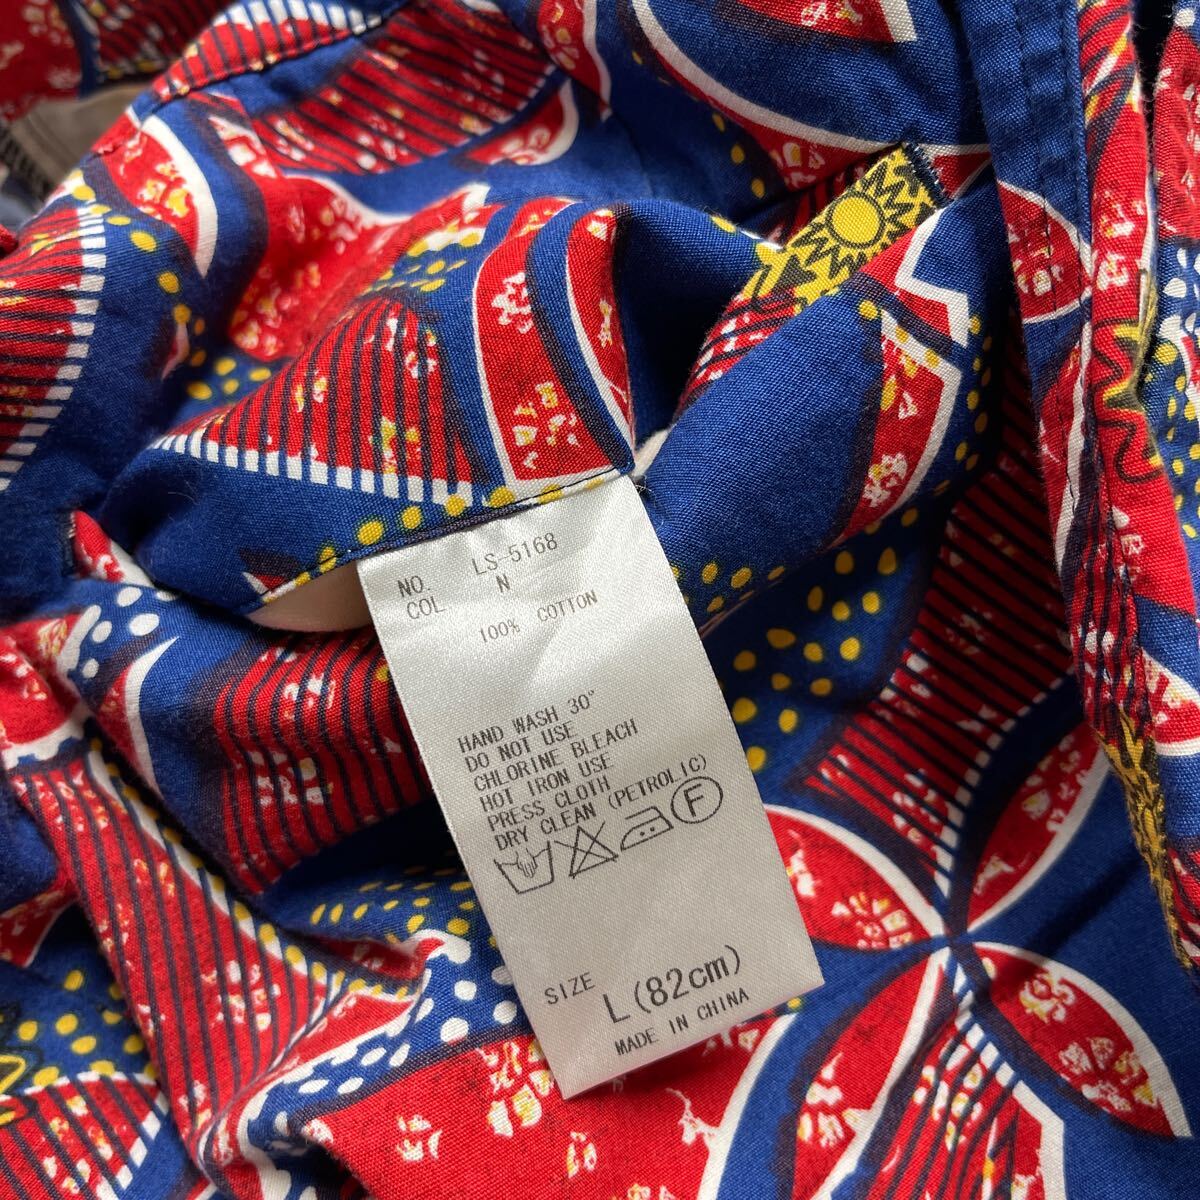 NO. LS-5168
COL N
100% COTTON
HAND WASH 30°
DO NOT USE
CHLORINE BLEACH
HOT IRON USE
PRESS CLOTH
DRY CLEAN (PETROLIC)
F
SIZE L(82cm)
MADE IN CHINA